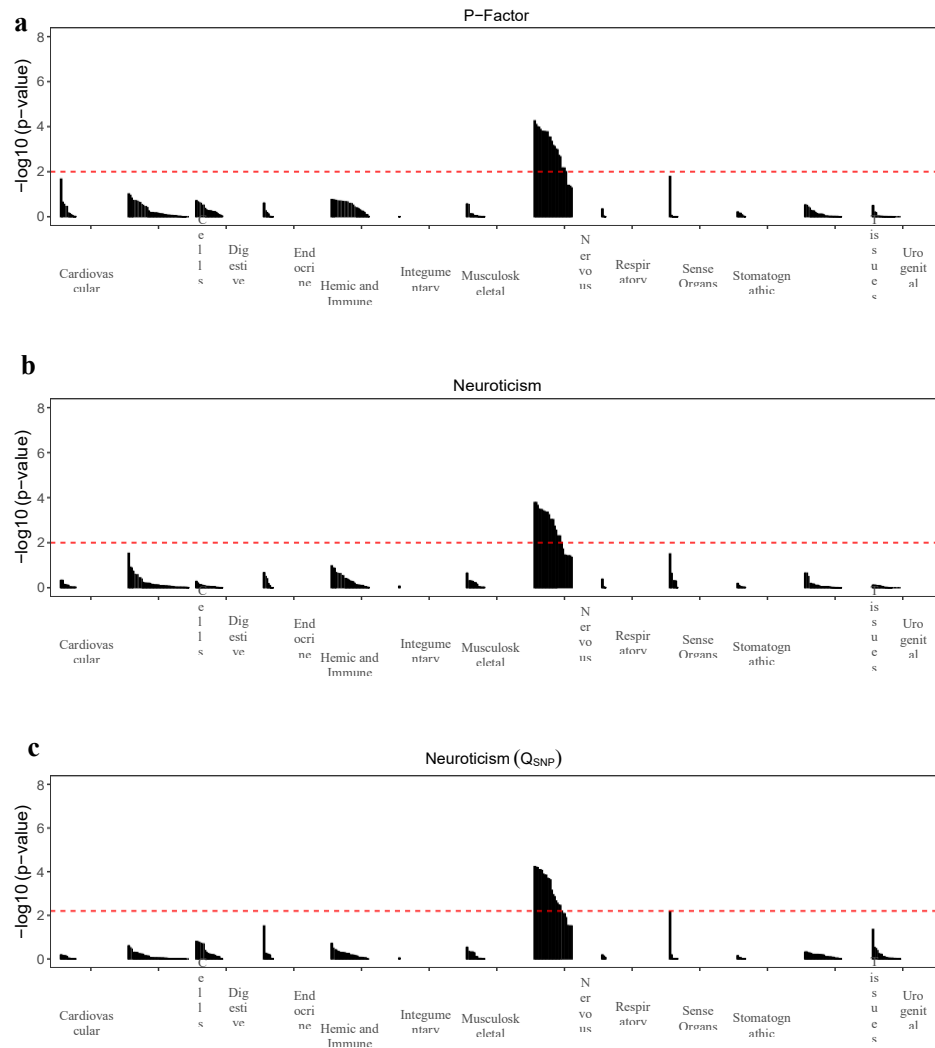 a
P−Factor
−log10 (p−value)
8
6
4
2
0
Cardiovas
cular
C
e
l
l
s
Dig
esti
ve
End
ocri
ne
Hemic and
Immune
Integume
ntary
Musculosk
eletal
N
er
vo
us
Respir
atory
Sense
Organs
Stomatogn
athic
T
is
s
u
e
s
Uro
genit
al
b
Neuroticism
−log10 (p−value)
8
6
4
2
0
Cardiovas
cular
C
e
l
l
s
Dig
esti
ve
End
ocri
ne
Hemic and
Immune
Integume
ntary
Musculosk
eletal
N
er
vo
us
Respir
atory
Sense
Organs
Stomatogn
athic
T
is
s
u
e
s
Uro
genit
al
c
Neuroticism (QSNP)
−log10 (p−value)
8
6
4
2
0
Cardiovas
cular
C
e
l
l
s
Dig
esti
ve
End
ocri
ne
Hemic and
Immune
Integume
ntary
Musculosk
eletal
N
er
vo
us
Respir
atory
Sense
Organs
Stomatogn
athic
T
is
s
u
e
s
Uro
genit
al